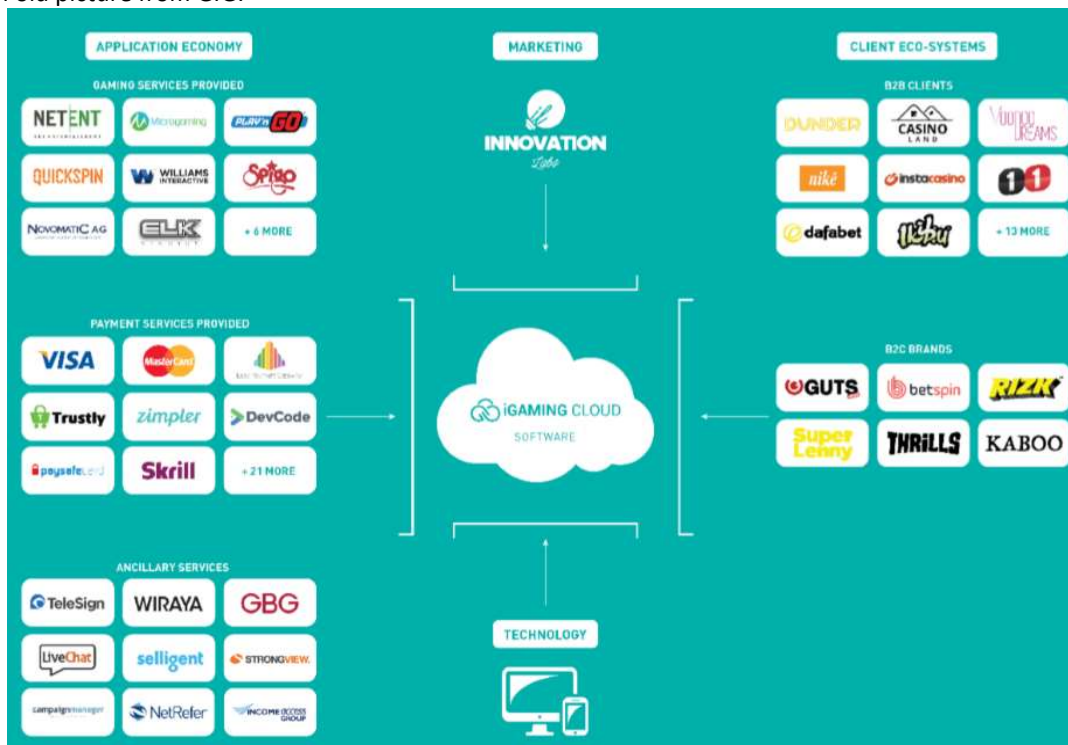 APPLICATION ECONOMY
GAMING SERVICES PROVIDED
NETENT
Microgaming
PLAY'n GO
QUICKSPIN
WILLIAMS
INTERACTIVE
Spigo
NOVOMATIC AG
ELK
+ 6 MORE
PAYMENT SERVICES PROVIDED
VISA
MasterCard
Trustly
zimpler
DevCode
paysafecard
Skrill
+ 21 MORE
ANCILLARY SERVICES
TeleSign
WIRAYA
GBG
LiveChat
selligent
STRONGVIEW.
campaignmanager
NetRefer
INCOME ACCESS
GROUP
MARKETING
INNOVATION
Labs
iGAMING CLOUD
SOFTWARE
TECHNOLOGY
CLIENT ECO-SYSTEMS
B2B CLIENTS
DUNDER
CASINO
LAND
Voodoo
DREAMS
niké
instacasino
11
dafabet
+ 13 MORE
B2C BRANDS
GUTS
betspin
RIZK
Super
Lenny
THRiLLS
KABOO